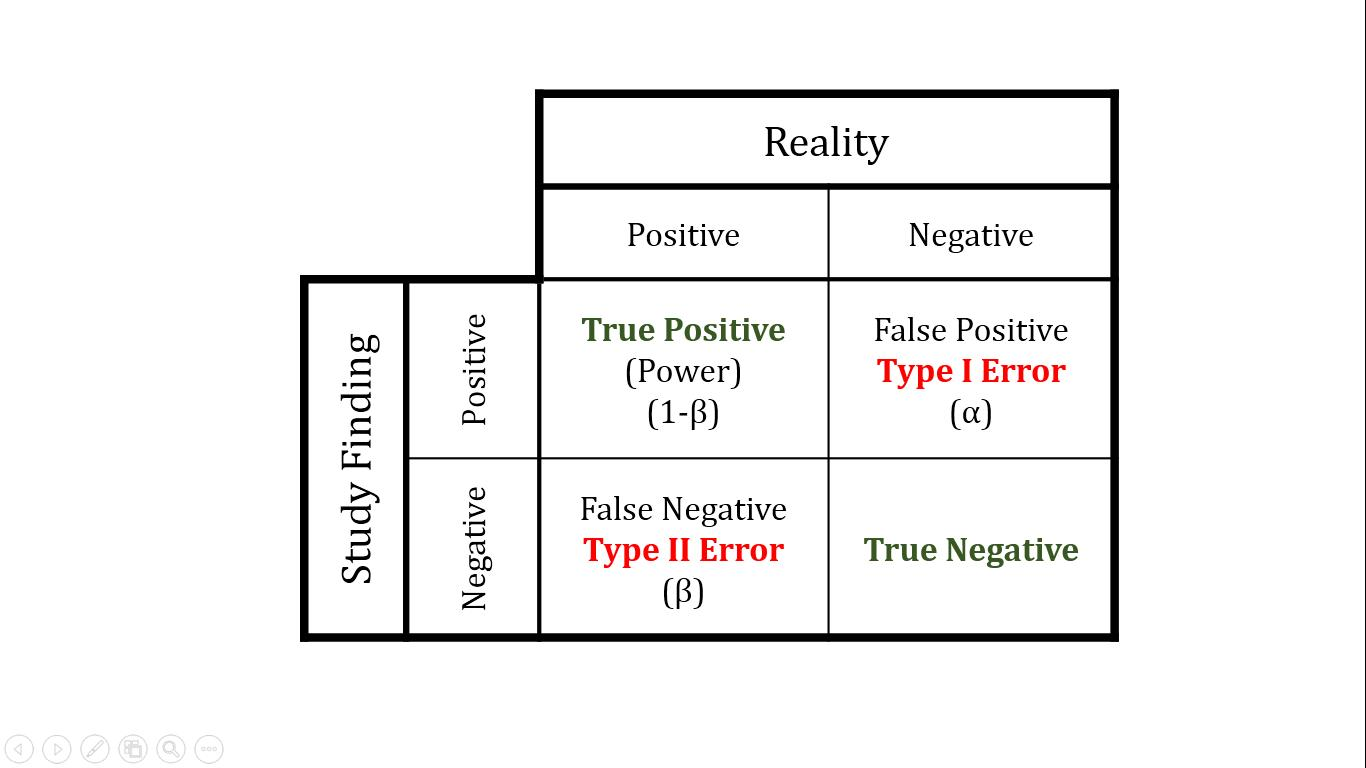 Reality
Positive
Negative
Study Finding
Positive
True Positive
(Power)
(1-β)
False Positive
Type I Error
(α)
Negative
False Negative
Type II Error
(β)
True Negative